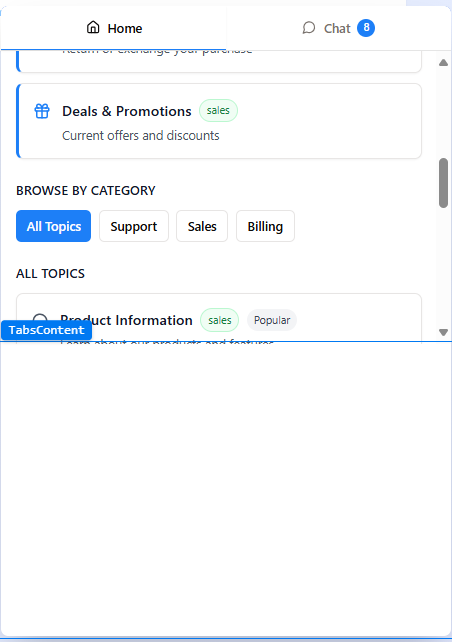 Home
Chat 8
Return or exchange your purchase
Deals & Promotions sales
Current offers and discounts
BROWSE BY CATEGORY
All Topics Support Sales Billing
ALL TOPICS
Product Information sales Popular
TabsContent
Learn about our products and features